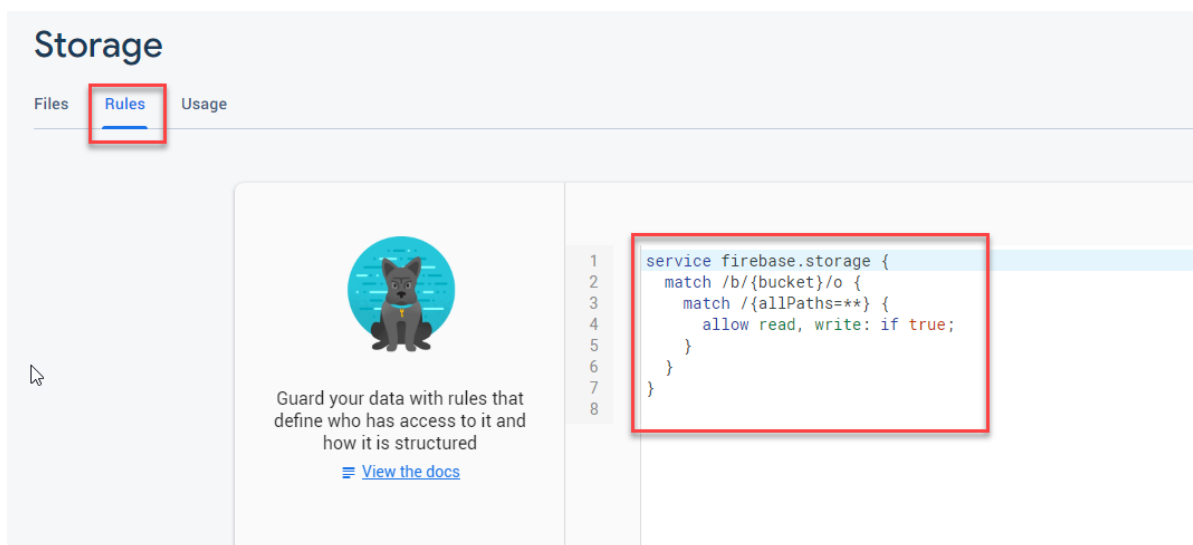 Storage
Files Rules Usage
Guard your data with rules that
define who has access to it and
how it is structured
View the docs
1 service firebase.storage {
2 match /b/{bucket}/o {
3 match /{allPaths=**} {
4 allow read, write: if true;
5 }
6 }
7 }
8